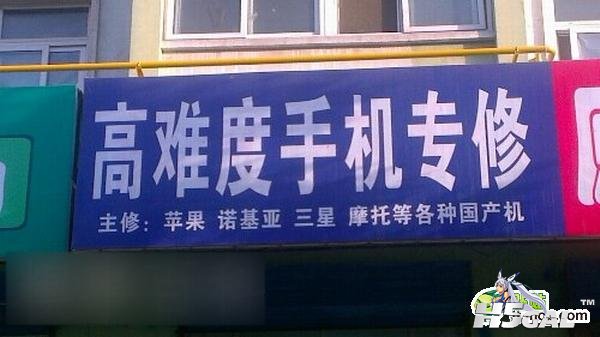 高难度手机专修
主修：苹果 诺基亚 三星 摩托等各种国产机